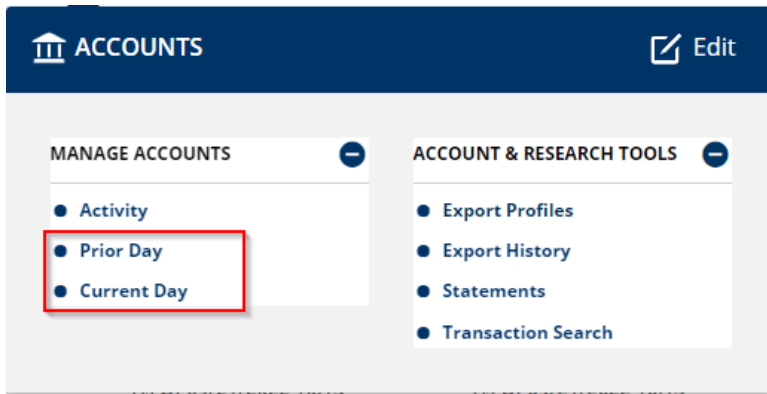 ACCOUNTS
Edit
MANAGE ACCOUNTS
Activity
Prior Day
Current Day
ACCOUNT & RESEARCH TOOLS
Export Profiles
Export History
Statements
Transaction Search